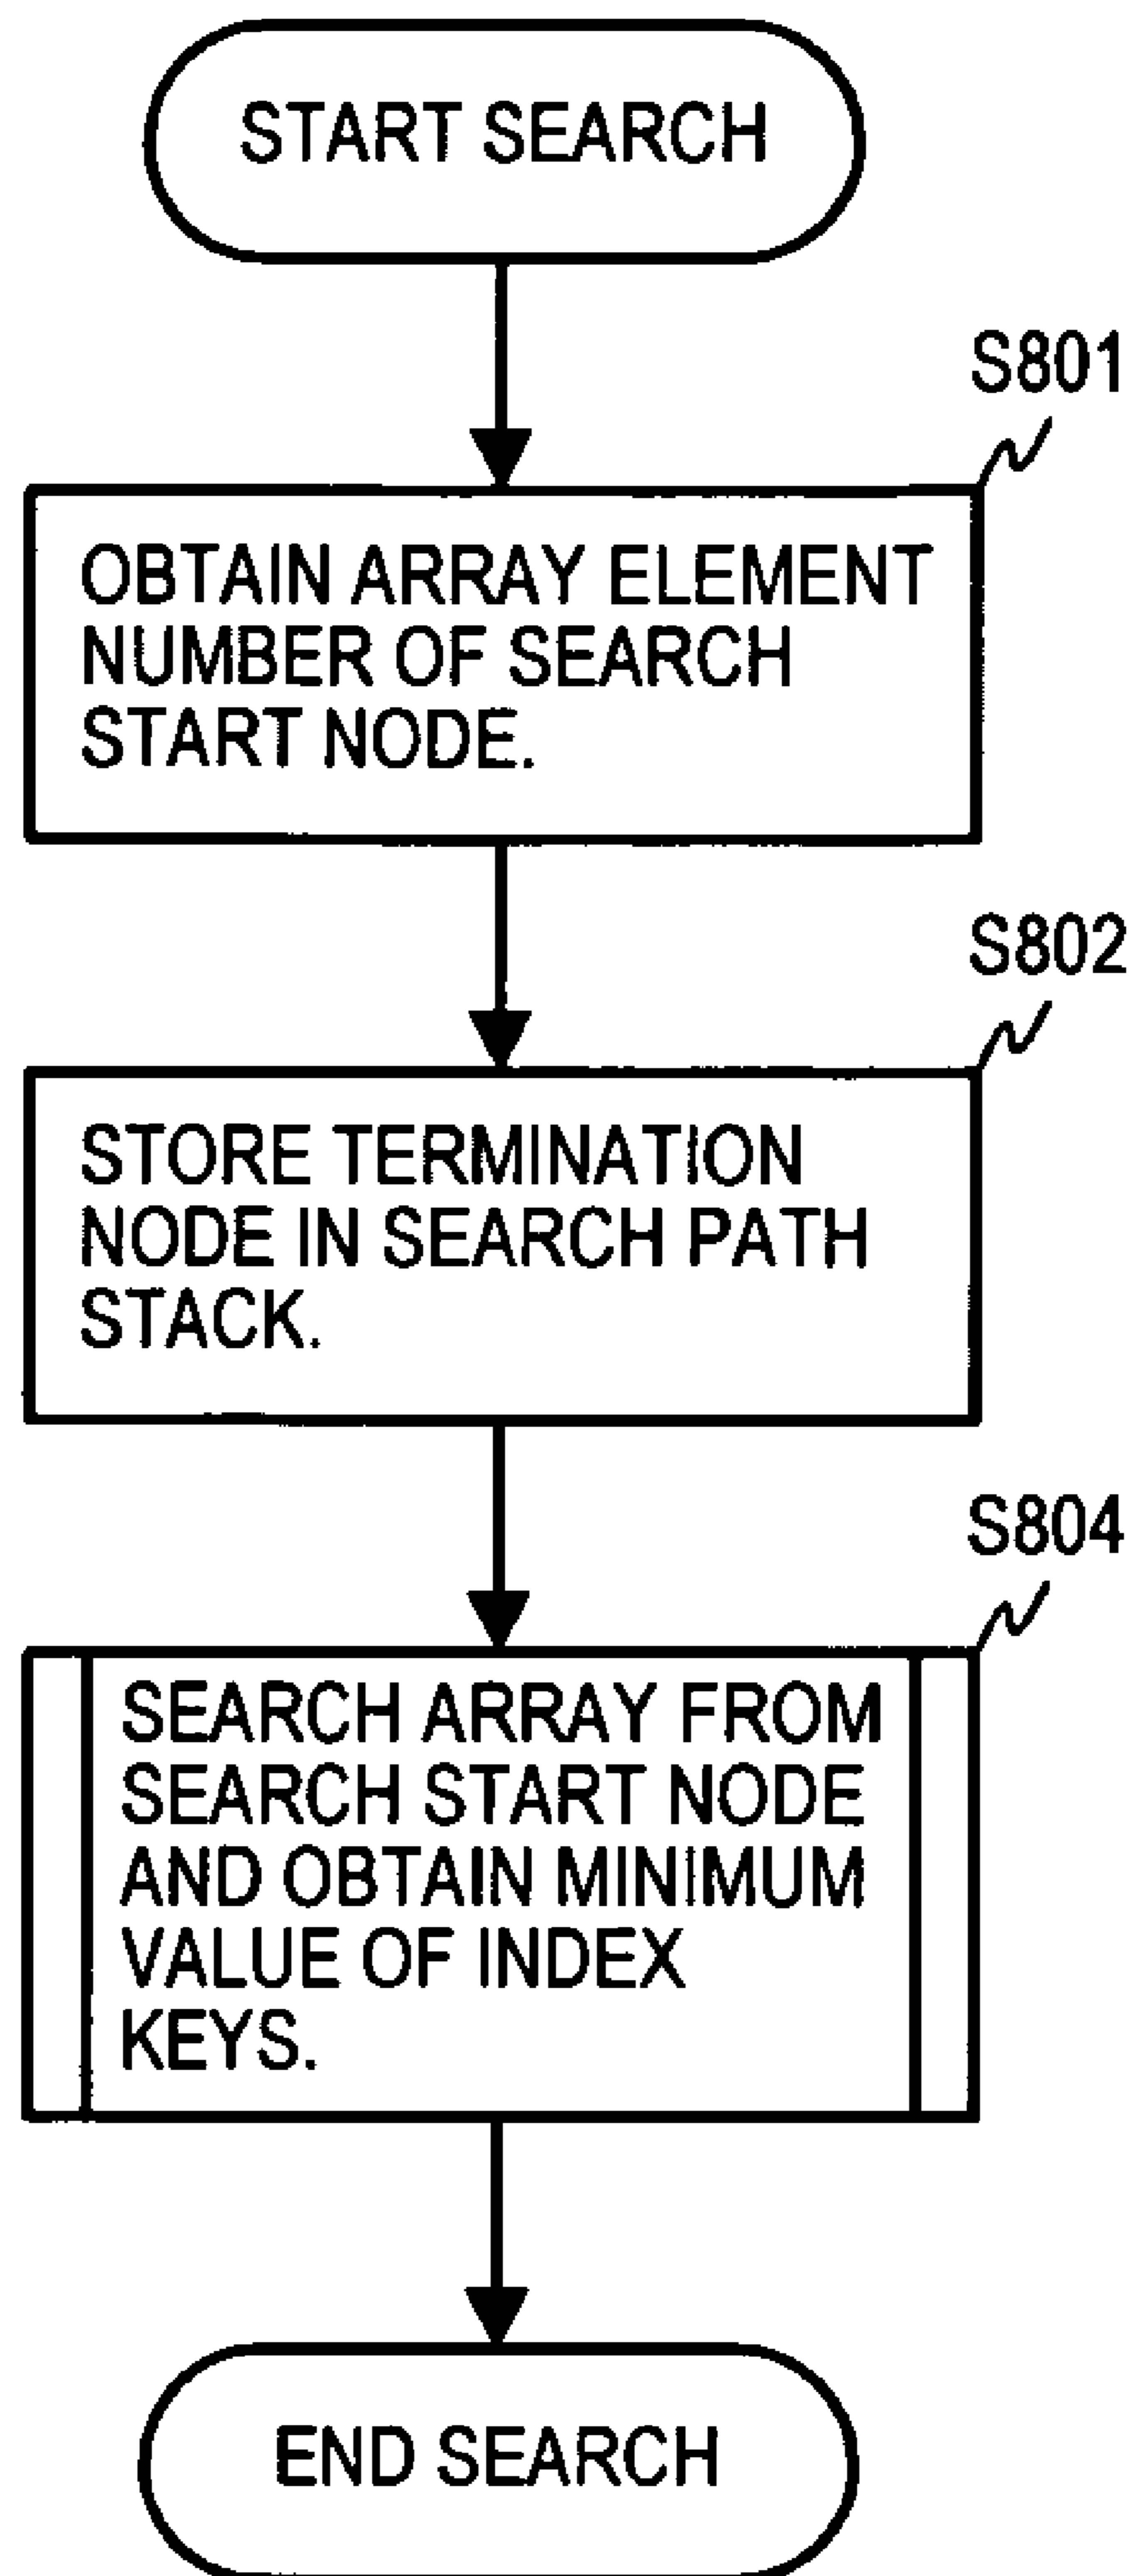 START SEARCH
S801
OBTAIN ARRAY ELEMENT
NUMBER OF SEARCH
START NODE.
S802
STORE TERMINATION
NODE IN SEARCH PATH
STACK.
S804
SEARCH ARRAY FROM
SEARCH START NODE
AND OBTAIN MINIMUM
VALUE OF INDEX
KEYS.
END SEARCH